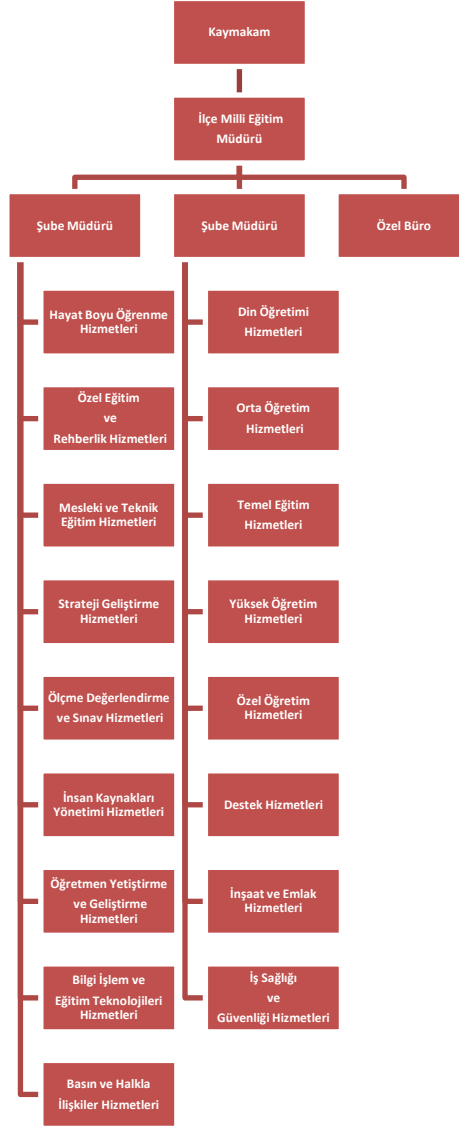 Kaymakam
İlçe Milli Eğitim
Müdürü
Şube Müdürü
Şube Müdürü
Özel Büro
Hayat Boyu Öğrenme
Hizmetleri
Özel Eğitim
ve
Rehberlik Hizmetleri
Mesleki ve Teknik
Eğitim Hizmetleri
Strateji Geliştirme
Hizmetleri
Ölçme Değerlendirme
ve Sınav Hizmetleri
İnsan Kaynakları
Yönetimi Hizmetleri
Öğretmen Yetiştirme
ve Geliştirme
Hizmetleri
Bilgi İşlem ve
Eğitim Teknolojileri
Hizmetleri
Basın ve Halkla
İlişkiler Hizmetleri
Din Öğretimi
Hizmetleri
Orta Öğretim
Hizmetleri
Temel Eğitim
Hizmetleri
Yüksek Öğretim
Hizmetleri
Özel Öğretim
Hizmetleri
Destek Hizmetleri
İnşaat ve Emlak
Hizmetleri
İş Sağlığı
ve
Güvenliği Hizmetleri